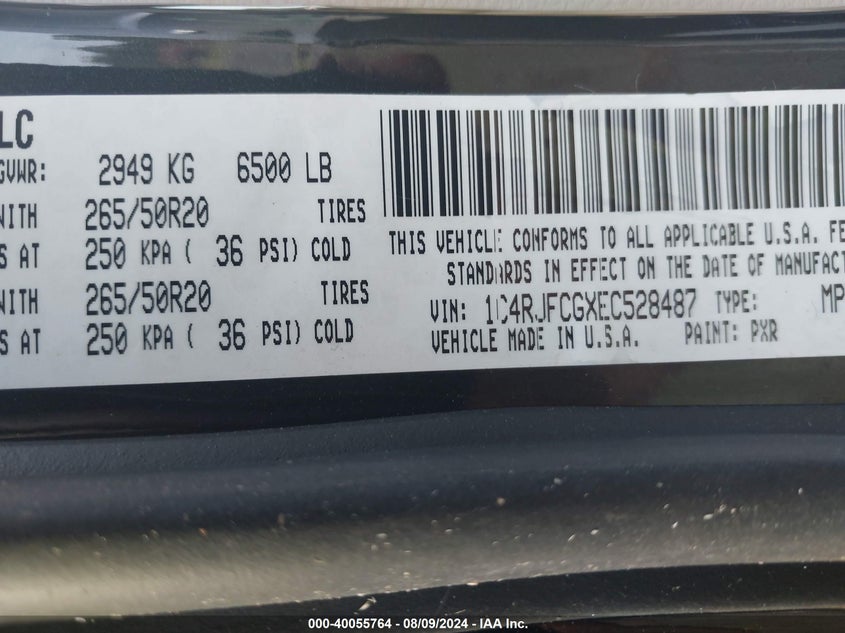 LC
GVWR: 2949 KG 6500 LB
WITH 265/50R20 TIRES
S AT 250 KPA ( 36 PSI) COLD
WITH 265/50R20 TIRES
S AT 250 KPA ( 36 PSI) COLD
THIS VEHICLE CONFORMS TO ALL APPLICABLE U.S.A. FE
STANDARDS IN EFFECT ON THE DATE OF MANUFACT
VIN: 1C4RJFCGXEC528487 TYPE: MP
VEHICLE MADE IN U.S.A. PAINT: PXR
000-40055764 - 08/09/2024 - IAA Inc.